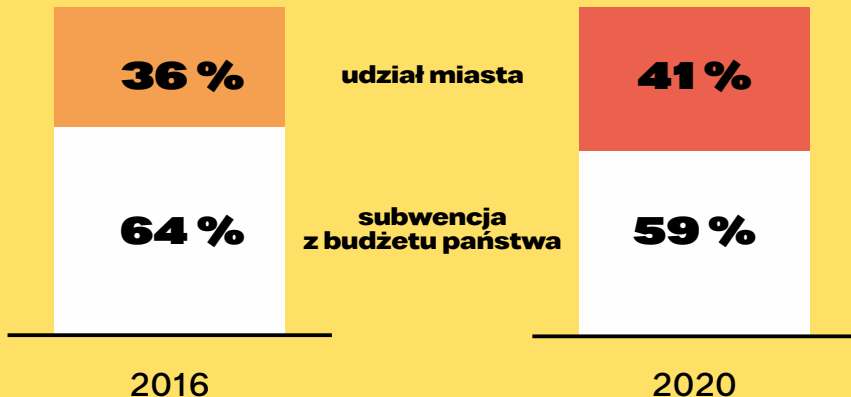 36 %
udział miasta
41 %
64 %
subwencja
z budżetu państwa
59 %
2016
2020